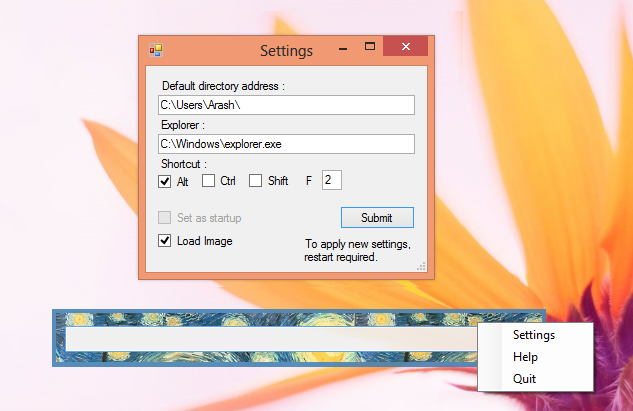 Settings
Default directory address :
C:\Users\Arash\
Explorer :
C:\Windows\explorer.exe
Shortcut :
Alt Ctrl Shift F 2
Set as startup
Submit
Load Image
To apply new settings,
restart required.
Settings
Help
Quit